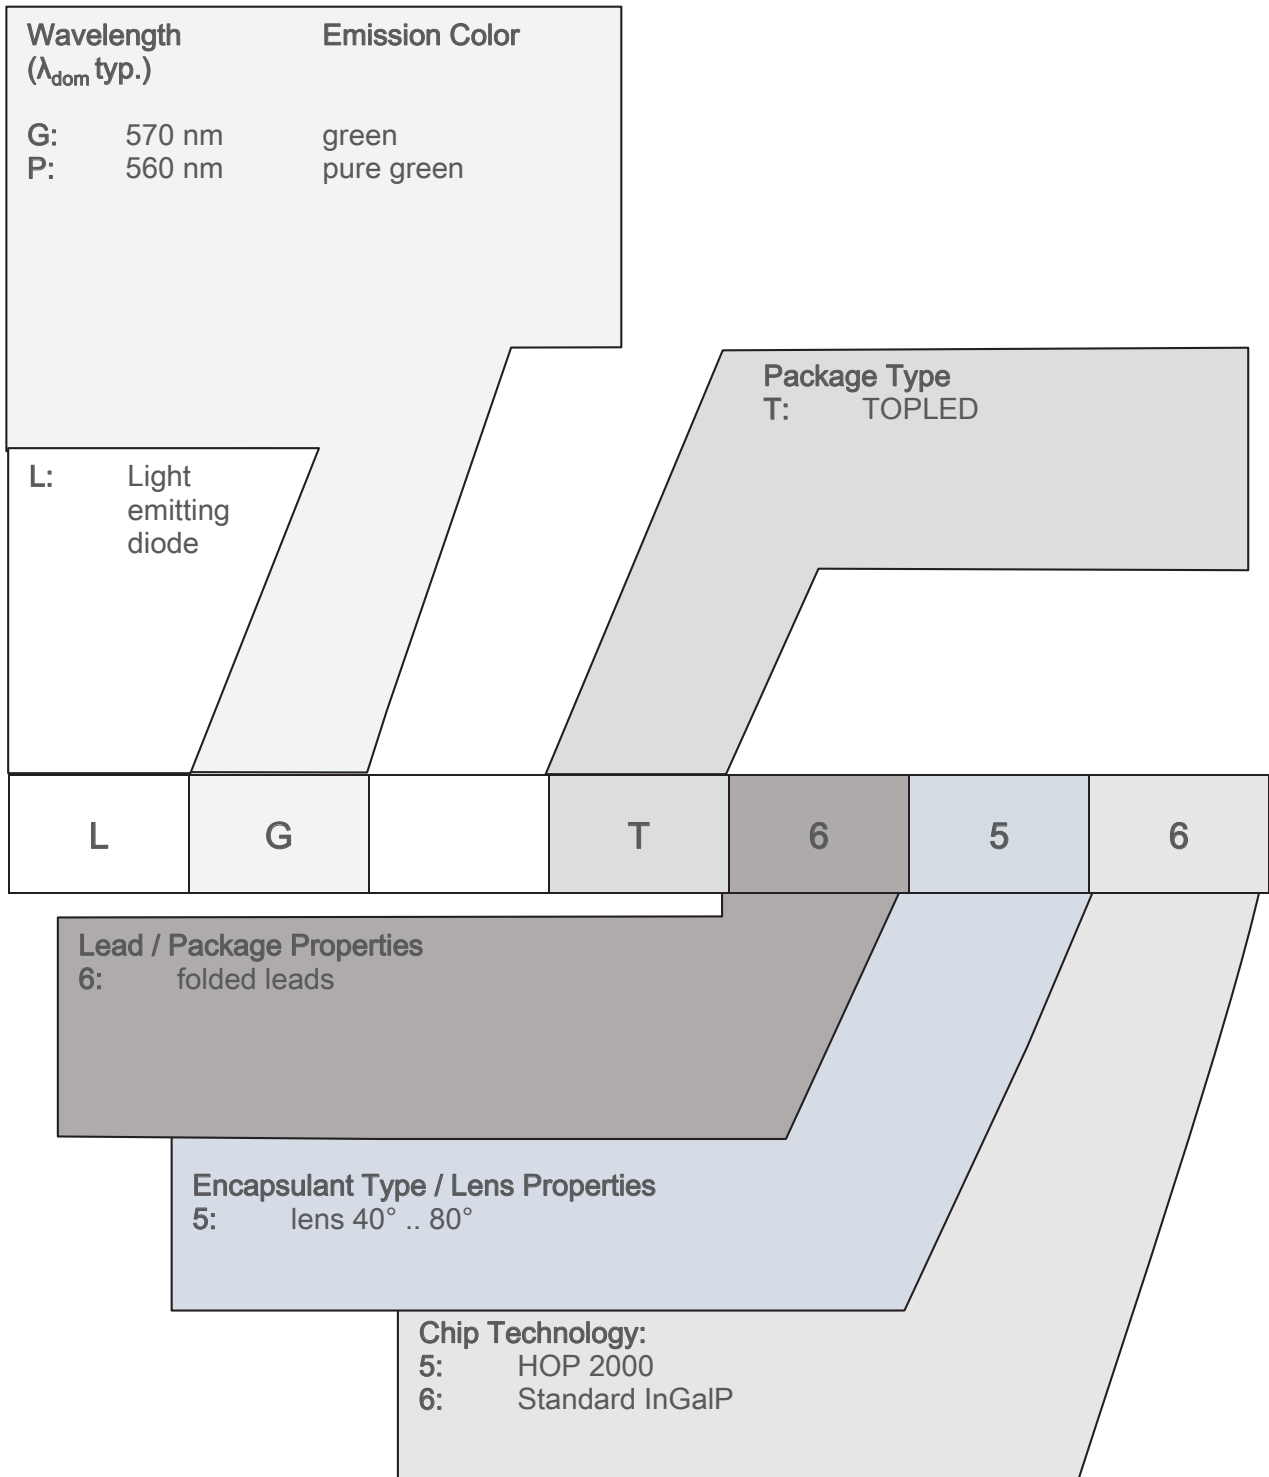 Wavelength Emission Color
(λdom typ.)
G: 570 nm green
P: 560 nm pure green
Package Type
T: TOPLED
L: Light
emitting
diode
L G T 6 5 6
Lead / Package Properties
6: folded leads
Encapsulant Type / Lens Properties
5: lens 40° .. 80°
Chip Technology:
5: HOP 2000
6: Standard InGalP